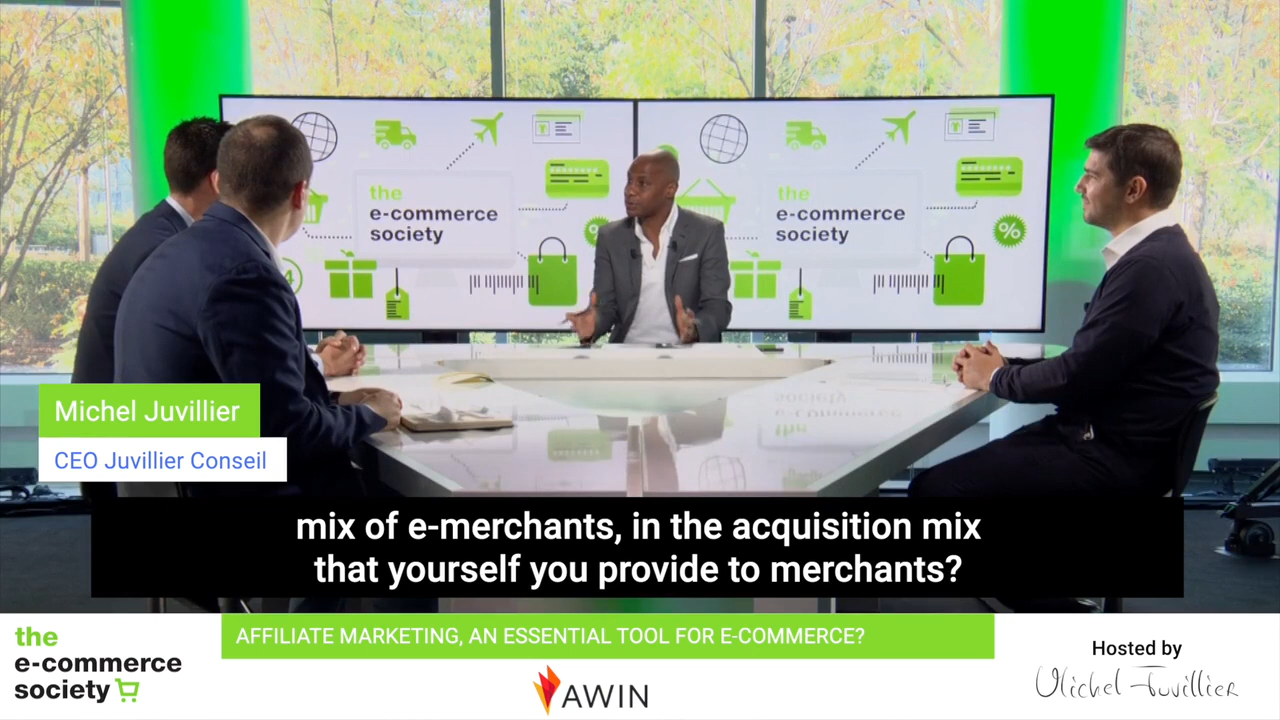 the
e-commerce
society
%
the
e-commerce
society
%
Michel Juvillier
CEO Juvillier Conseil
mix of e-merchants, in the acquisition mix
that yourself you provide to merchants?
the
e-commerce
society
AFFILIATE MARKETING, AN ESSENTIAL TOOL FOR E-COMMERCE?
AWIN
Hosted by
Michel Juvillier